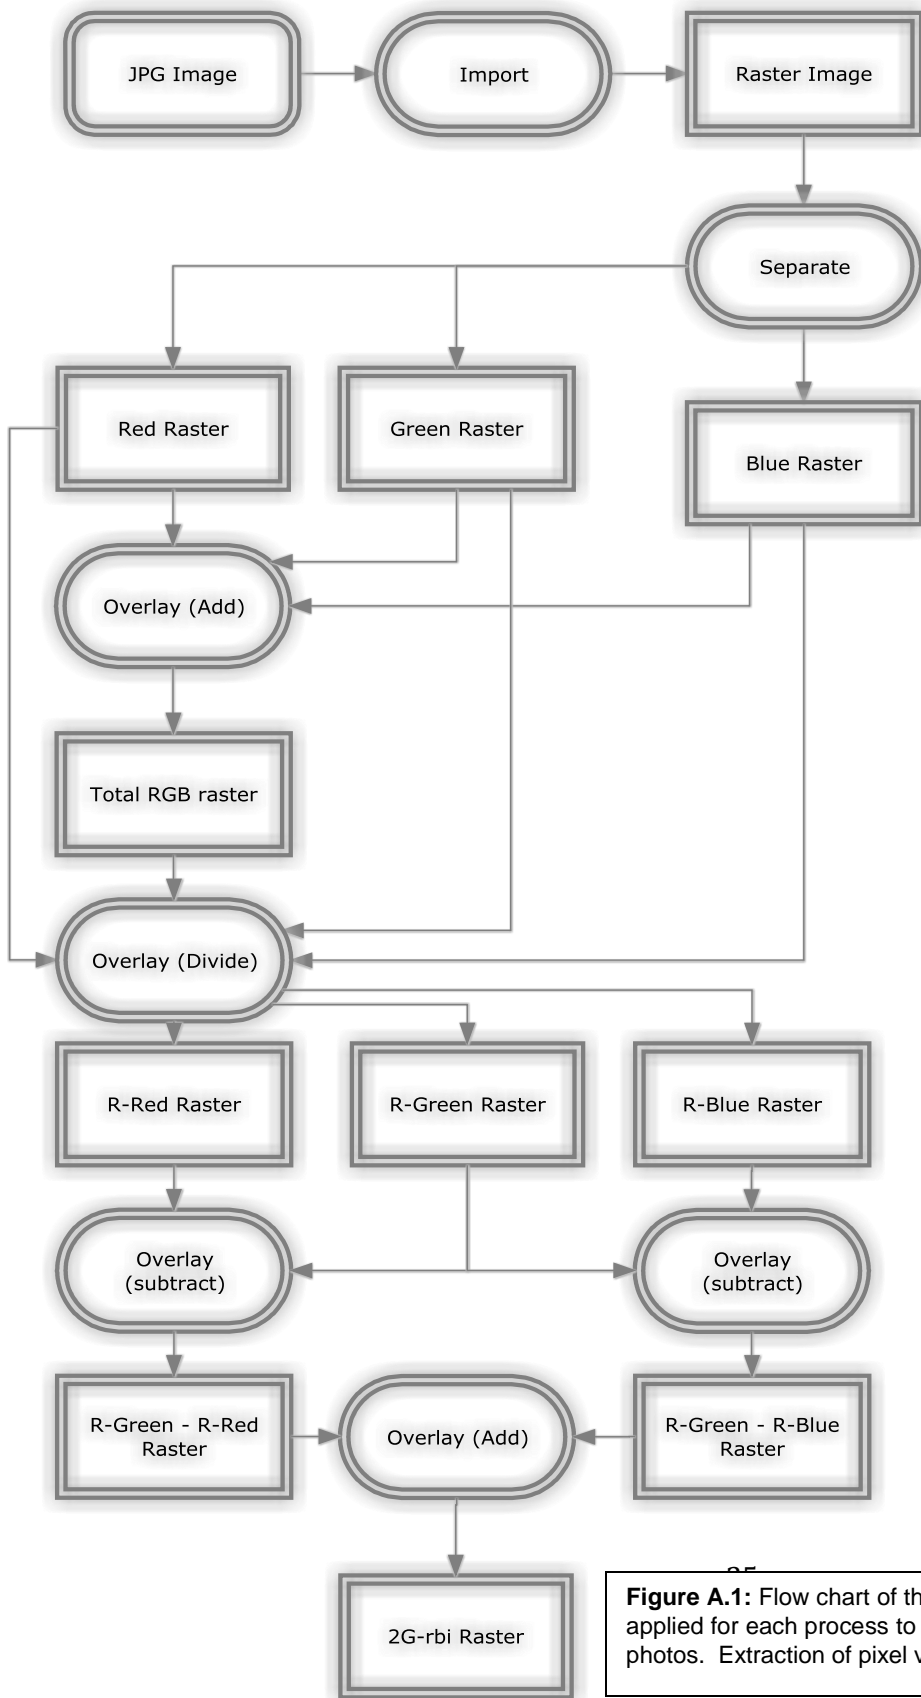 JPG Image
Import
Raster Image
Separate
Red Raster
Green Raster
Blue Raster
Overlay (Add)
Total RGB raster
Overlay (Divide)
R-Red Raster
R-Green Raster
R-Blue Raster
Overlay
(subtract)
Overlay
(subtract)
R-Green - R-Red
Raster
Overlay (Add)
R-Green - R-Blue
Raster
2G-rbi Raster
Figure A.1: Flow chart of
applied for each process to
photos. Extraction of pixel